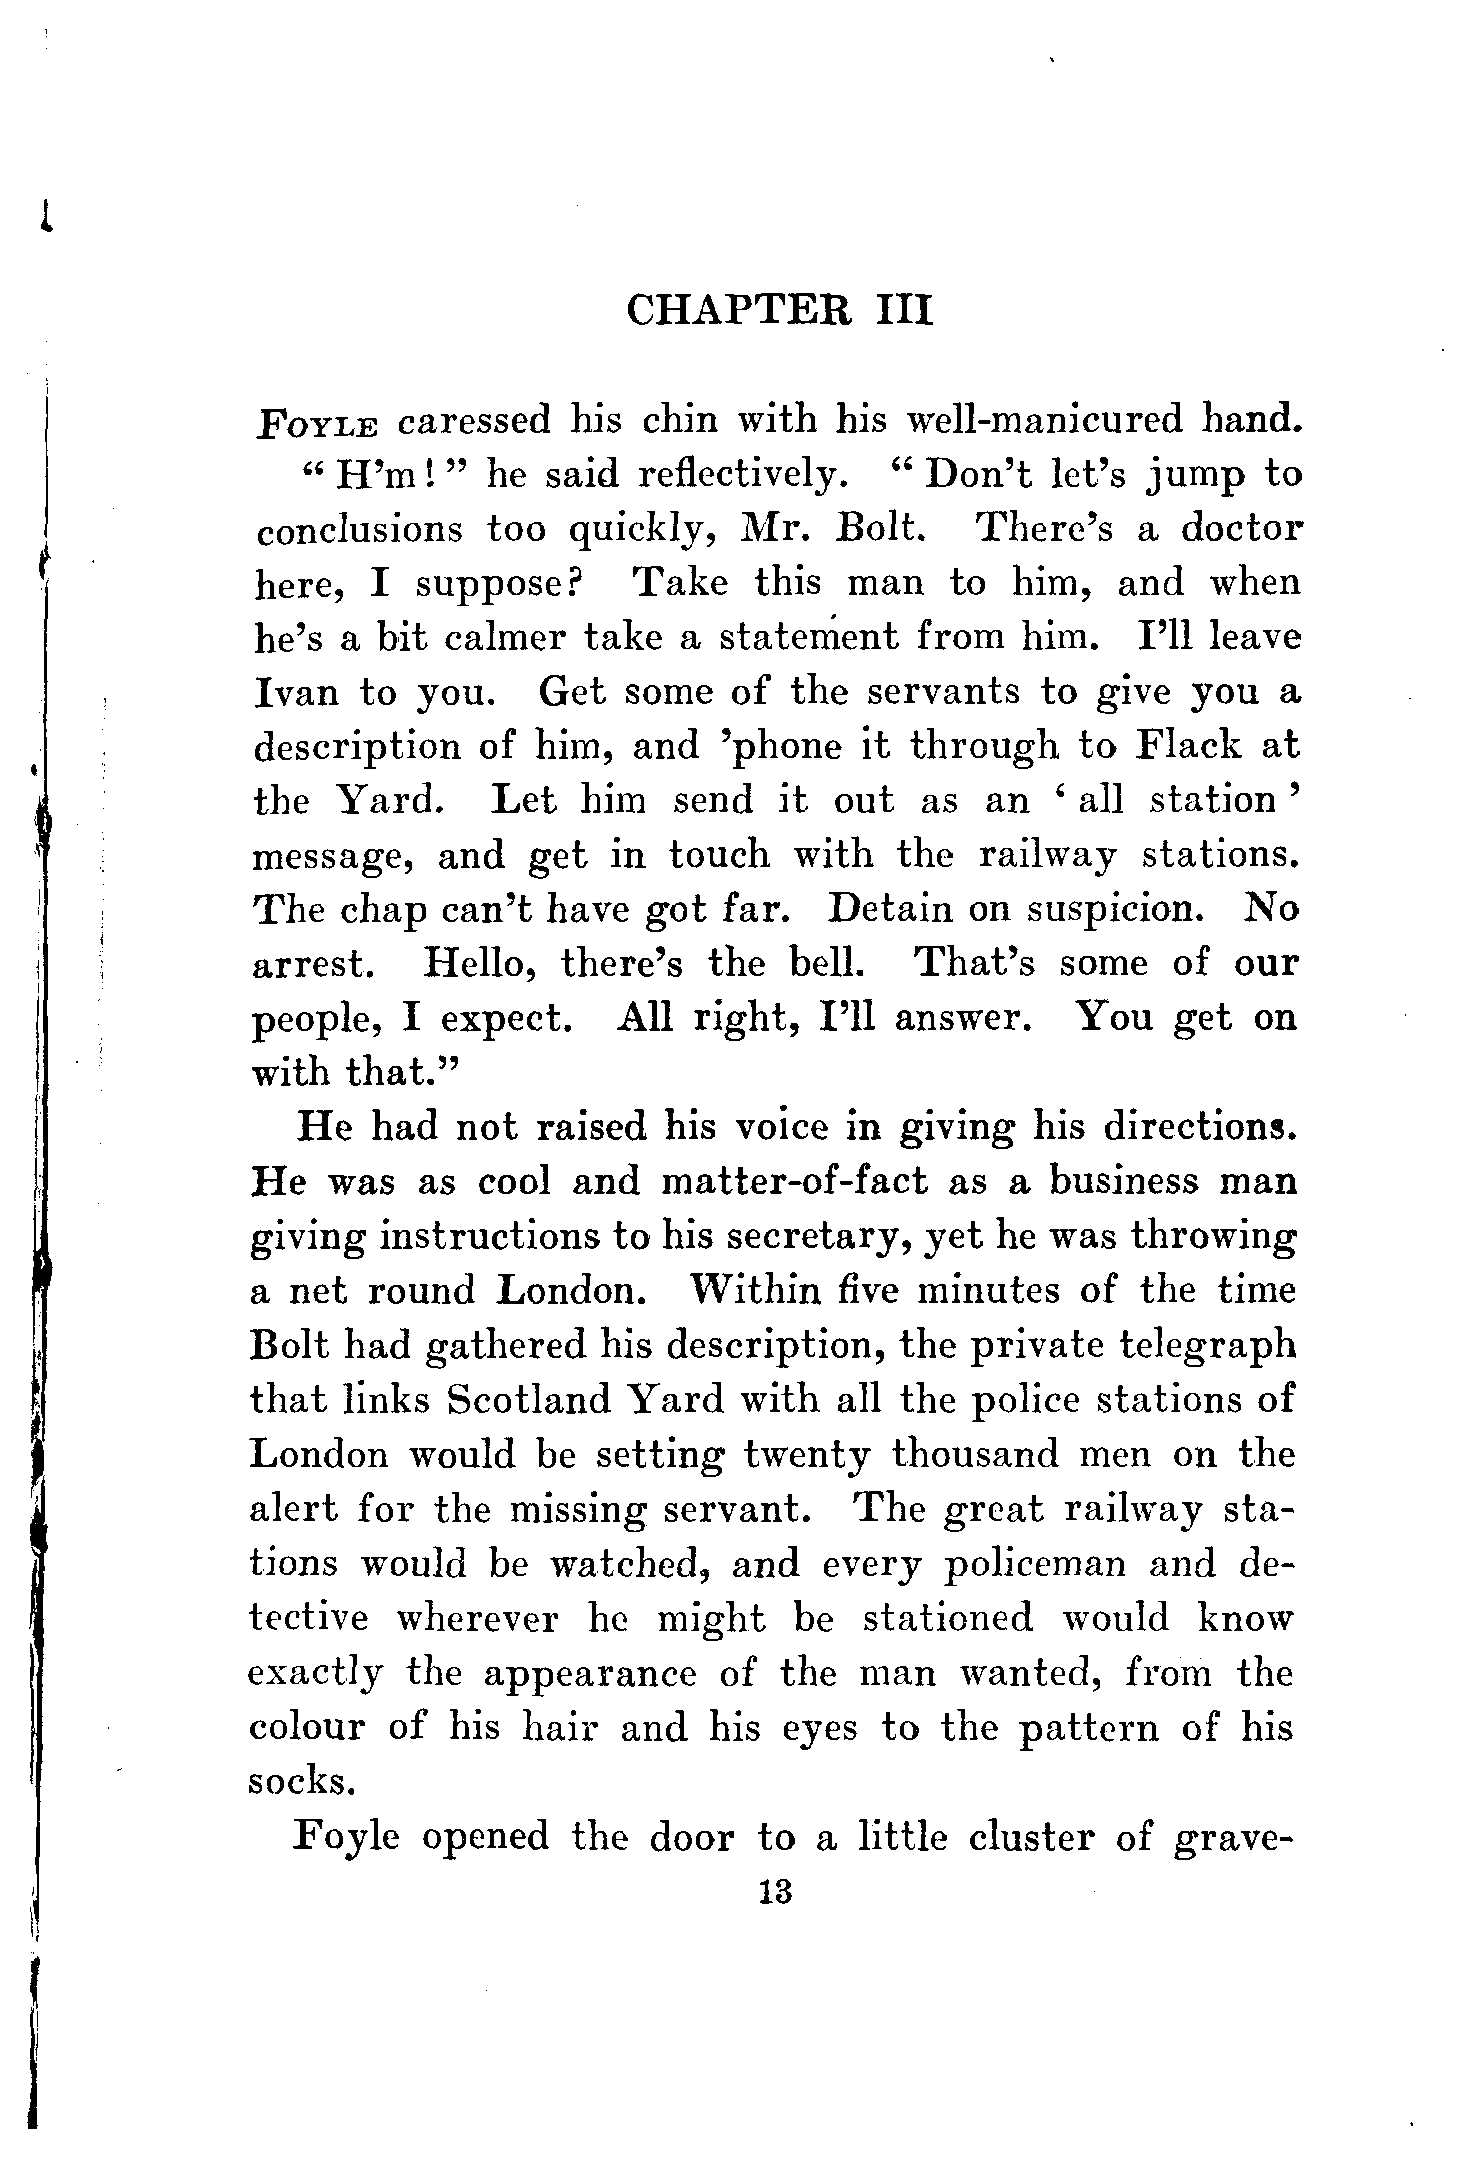 CHAPTER III
FOYLE caressed his chin with his well-manicured hand.
“ H’m ! ” he said reflectively. “ Don’t let’s jump to
conclusions too quickly, Mr. Bolt. There’s a doctor
here, I suppose? Take this man to him, and when
he’s a bit calmer take a statement from him. I’ll leave
Ivan to you. Get some of the servants to give you a
description of him, and ’phone it through to Flack at
the Yard. Let him send it out as an ‘ all station ’
message, and get in touch with the railway stations.
The chap can’t have got far. Detain on suspicion. No
arrest. Hello, there’s the bell. That’s some of our
people, I expect. All right, I’ll answer. You get on
with that.”
He had not raised his voice in giving his directions.
He was as cool and matter-of-fact as a business man
giving instructions to his secretary, yet he was throwing
a net round London. Within five minutes of the time
Bolt had gathered his description, the private telegraph
that links Scotland Yard with all the police stations of
London would be setting twenty thousand men on the
alert for the missing servant. The great railway sta-
tions would be watched, and every policeman and de-
tective wherever he might be stationed would know
exactly the appearance of the man wanted, from the
colour of his hair and his eyes to the pattern of his
socks.
Foyle opened the door to a little cluster of grave-
13